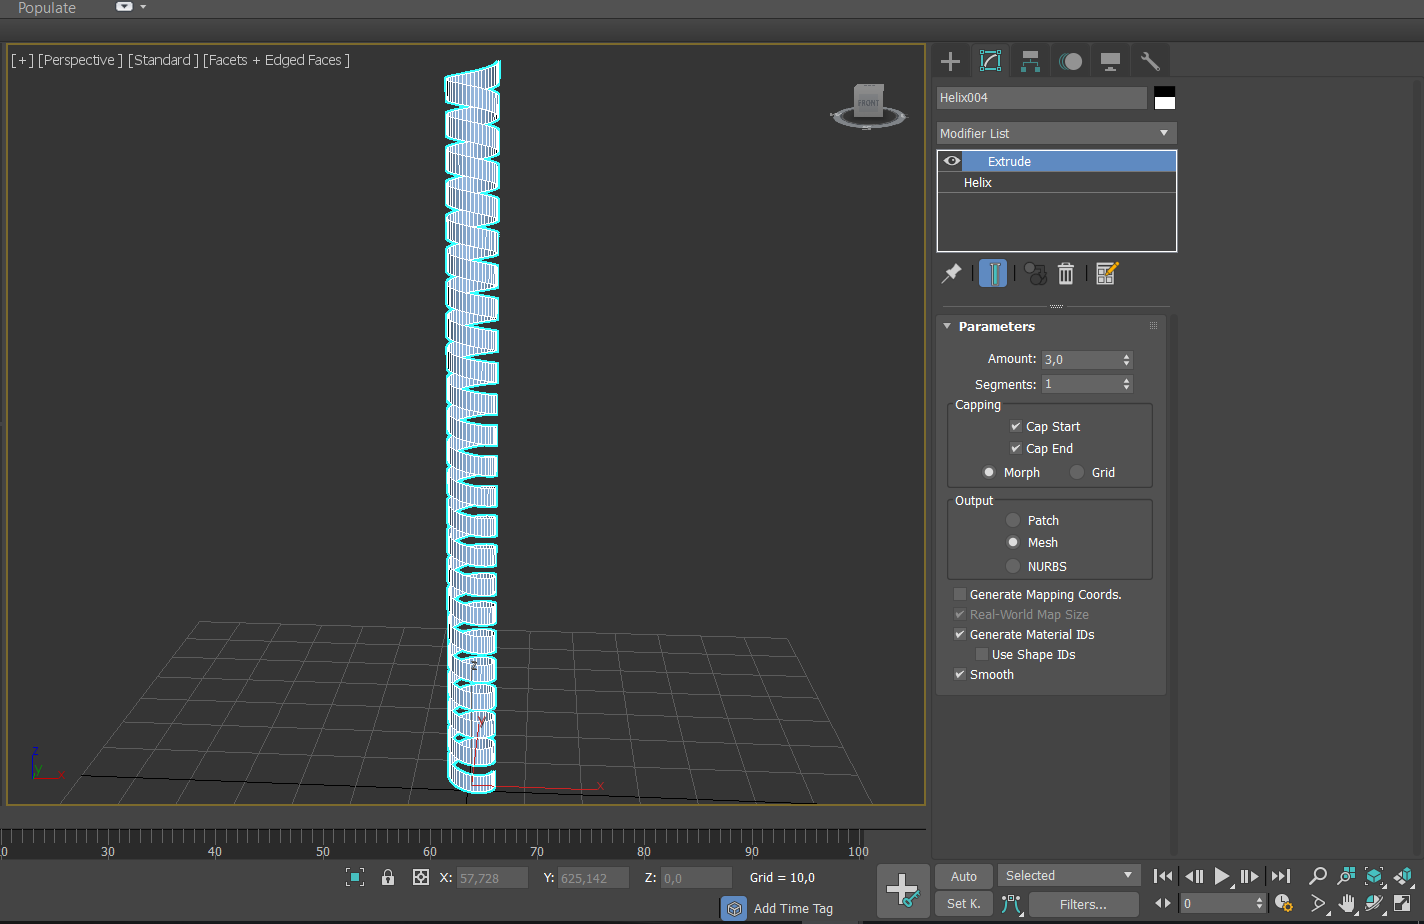 Populate
[+] [Perspective ] [Standard ] [Facets + Edged Faces ]
FRONT
Z
Y
X
Z
Y
X
Helix004
Modifier List
Extrude
Helix
Parameters
Amount: 3,0
Segments: 1
Capping
Cap Start
Cap End
Morph Grid
Output
Patch
Mesh
NURBS
Generate Mapping Coords.
Real-World Map Size
Generate Material IDs
Use Shape IDs
Smooth
0 30 40 50 60 70 80 90 100
X: 57,728 Y: 625,142 Z: 0,0 Grid = 10,0
Add Time Tag
Auto Selected
Set K. Filters...
0